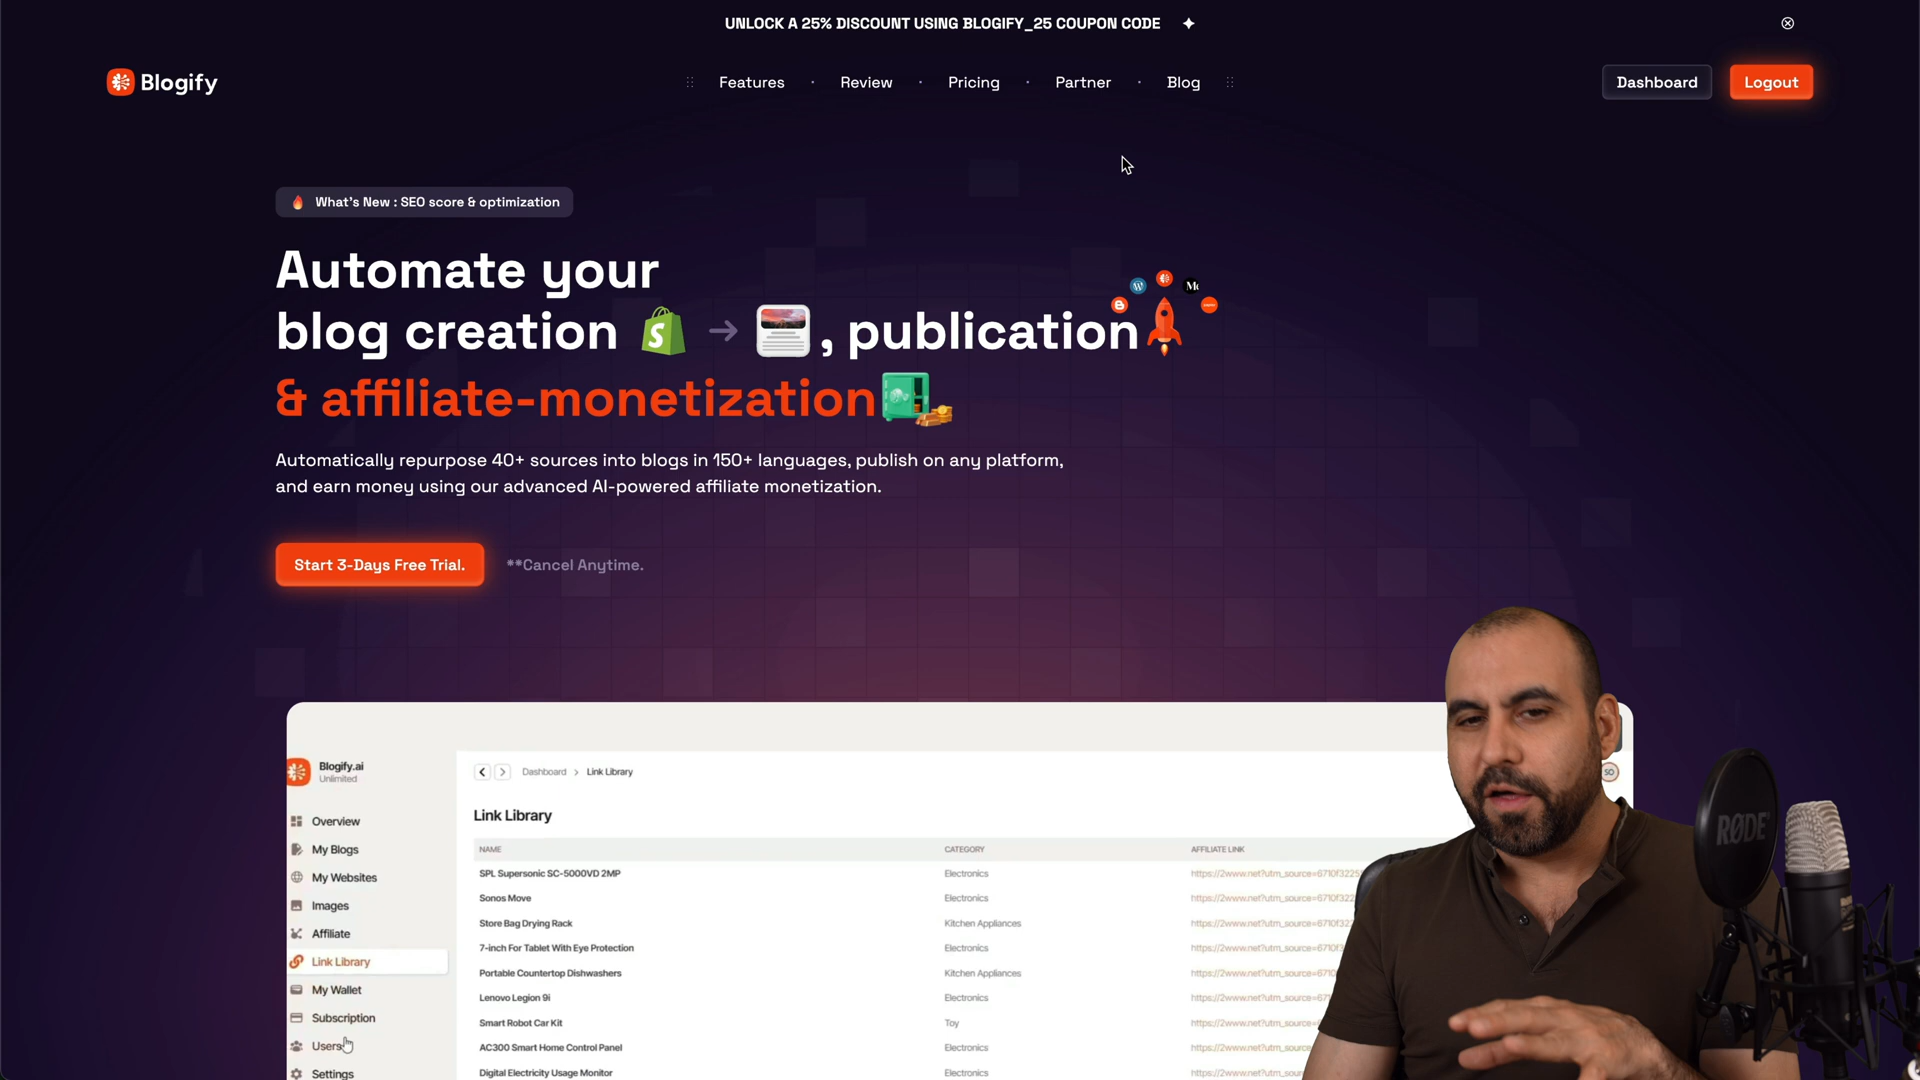 UNLOCK A 25% DISCOUNT USING BLOGIFY_25 COUPON CODE
Blogify
Features
Review
Pricing
Partner
Blog
Dashboard
Logout
What's New : SEO score & optimization
Automate your
blog creation → , publication
& affiliate-monetization
Automatically repurpose 40+ sources into blogs in 150+ languages, publish on any platform,
and earn money using our advanced AI-powered affiliate monetization.
Start 3-Days Free Trial.
**Cancel Anytime.
Blogify.ai
Unlimited
Overview
My Blogs
My Websites
Images
Affiliate
Link Library
My Wallet
Subscription
Users
Settings
Dashboard > Link Library
SO
Link Library
NAME CATEGORY AFFILIATE LINK
SPL Supersonic SC-5000VD 2MP Electronics
Sonos Move Electronics
Store Bag Drying Rack Kitchen Appliances
7-inch For Tablet With Eye Protection Electronics
Portable Countertop Dishwashers Kitchen Appliances
Lenovo Legion 9i Electronics
Smart Robot Car Kit Toy
AC300 Smart Home Control Panel Electronics
Digital Electricity Usage Monitor Electronics
RØDE